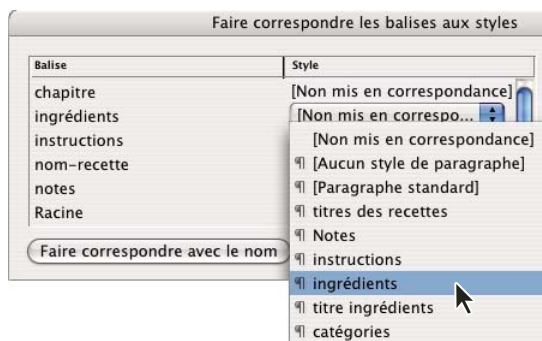 Faire correspondre les balises aux styles
Balise Style
chapitre [Non mis en correspondance]
ingrédients [Non mis en correspo...
instructions [Non mis en correspondance]
nom-recette ¶ [Aucun style de paragraphe]
notes ¶ [Paragraphe standard]
Racine ¶ titres des recettes
¶ Notes
Faire correspondre avec le nom ¶ instructions
¶ ingrédients
¶ titre ingrédients
¶ catégories